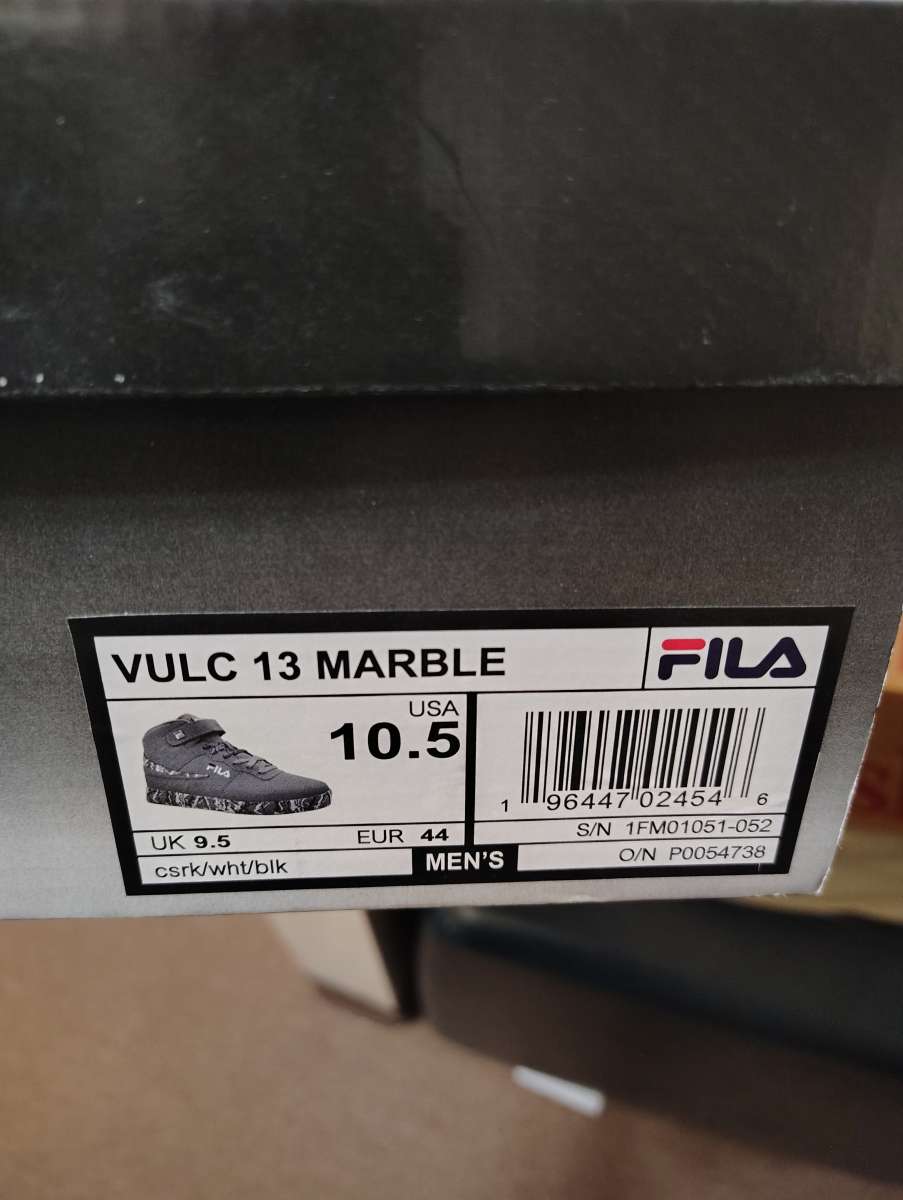 VULC 13 MARBLE
FILA
USA
10.5
FILA
UK 9.5
EUR 44
csrk/wht/blk
MEN'S
1 96447 02454 6
S/N 1FM01051-052
O/N P0054738